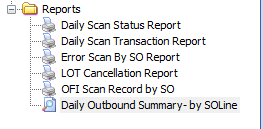 Reports
Daily Scan Status Report
Daily Scan Transaction Report
Error Scan By SO Report
LOT Cancellation Report
OFI Scan Record by SO
Daily Outbound Summary- by SOLine